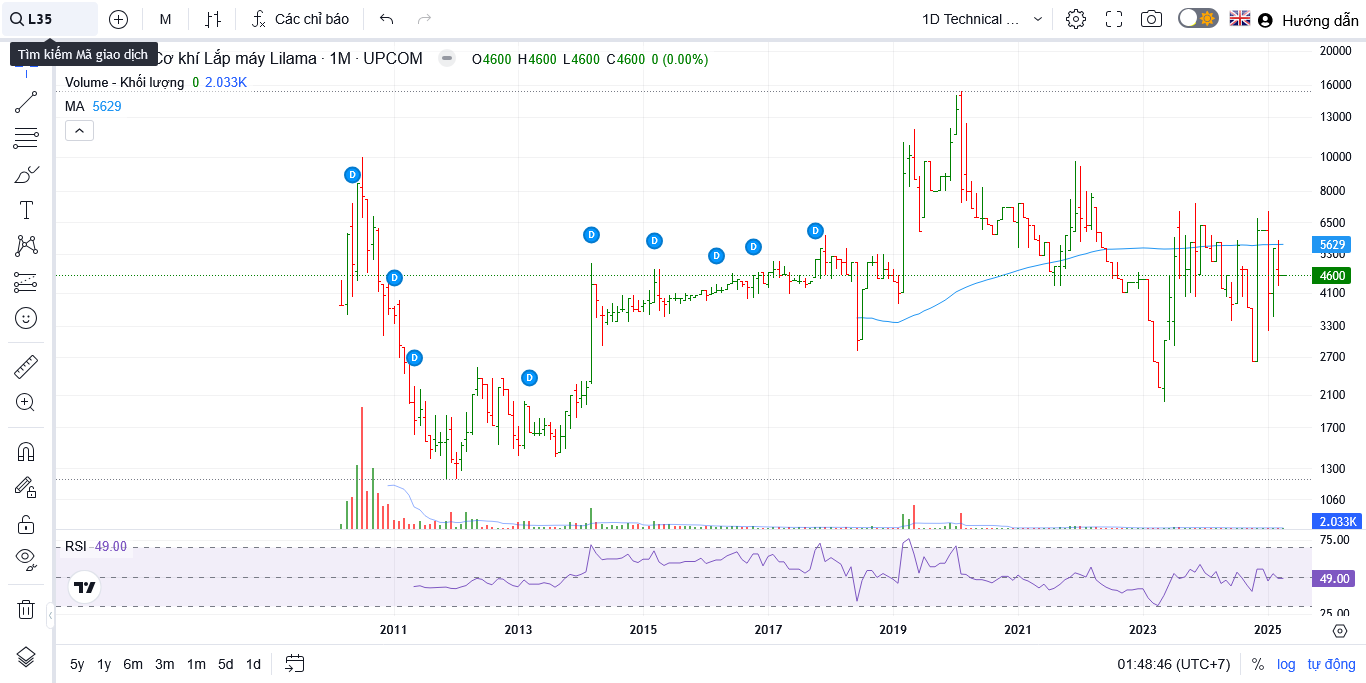 L35 M Các chỉ báo 1D Technical ... Hướng dẫn
Tìm kiếm Mã giao dịch
Cơ khí Lắp máy Lilama · 1M · UPCOM O4600 H4600 L4600 C4600 0 (0.00%)
Volume - Khối lượng 0 2.033K
MA 5629
20000
16000
13000
10000
8000
6500
5629
5300
4600
4100
3300
2700
2100
1700
1300
1060
2.033K
D
D
D
D
D
D
D
D
D
RSI 49.00
75.00
49.00
25.00
2011 2013 2015 2017 2019 2021 2023 2025
5y 1y 6m 3m 1m 5d 1d 01:48:46 (UTC+7) % log tự động